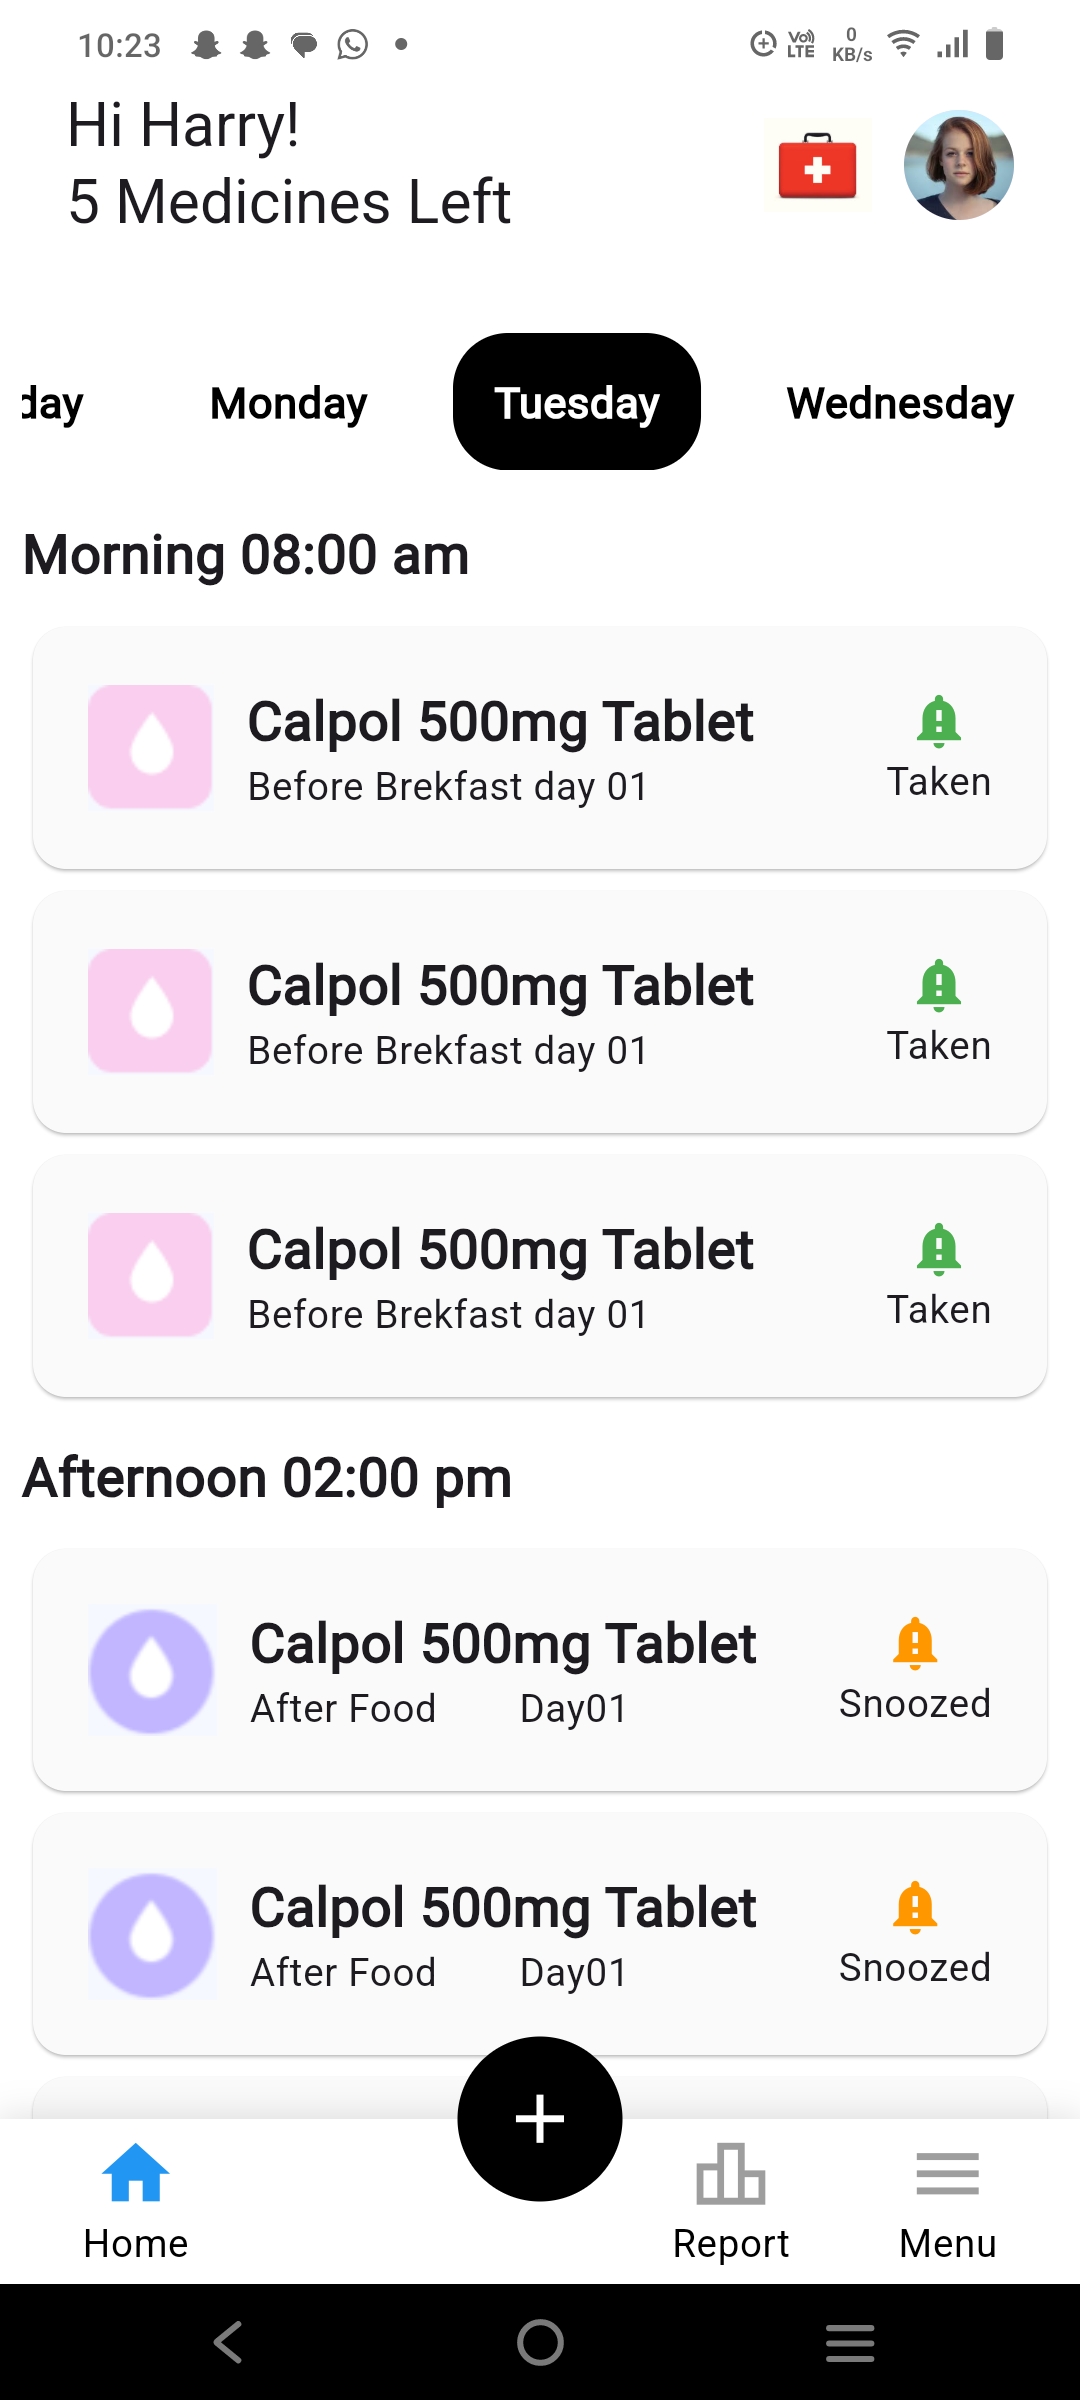 10:23
Vo)) LTE
0 KB/s
Hi Harry!
5 Medicines Left
day Monday Tuesday Wednesday
Morning 08:00 am
Calpol 500mg Tablet
Before Brekfast day 01
Taken
Calpol 500mg Tablet
Before Brekfast day 01
Taken
Calpol 500mg Tablet
Before Brekfast day 01
Taken
Afternoon 02:00 pm
Calpol 500mg Tablet
After Food Day01
Snoozed
Calpol 500mg Tablet
After Food Day01
Snoozed
Home Report Menu